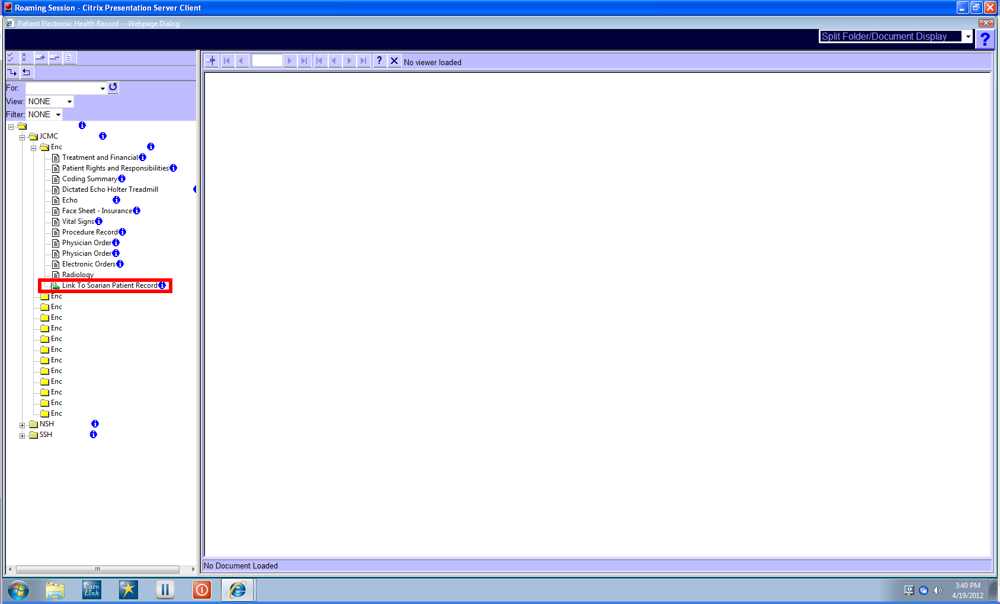 Roaming Session - Citrix Presentation Server Client
Patient Electronic Health Record -- Webpage Dialog
Split Folder/Document Display
?
? No viewer loaded
For:
View: NONE
Filter: NONE
JCMC
Enc
Treatment and Financial
Patient Rights and Responsibilities
Coding Summary
Dictated Echo Holter Treadmill
Echo
Face Sheet - Insurance
Vital Signs
Procedure Record
Physician Order
Physician Order
Electronic Orders
Radiology
Link To Soarian Patient Record
Enc
Enc
Enc
Enc
Enc
Enc
Enc
Enc
Enc
Enc
Enc
Enc
NSH
SSH
No Document Loaded
Care Link
3:40 PM
4/19/2012